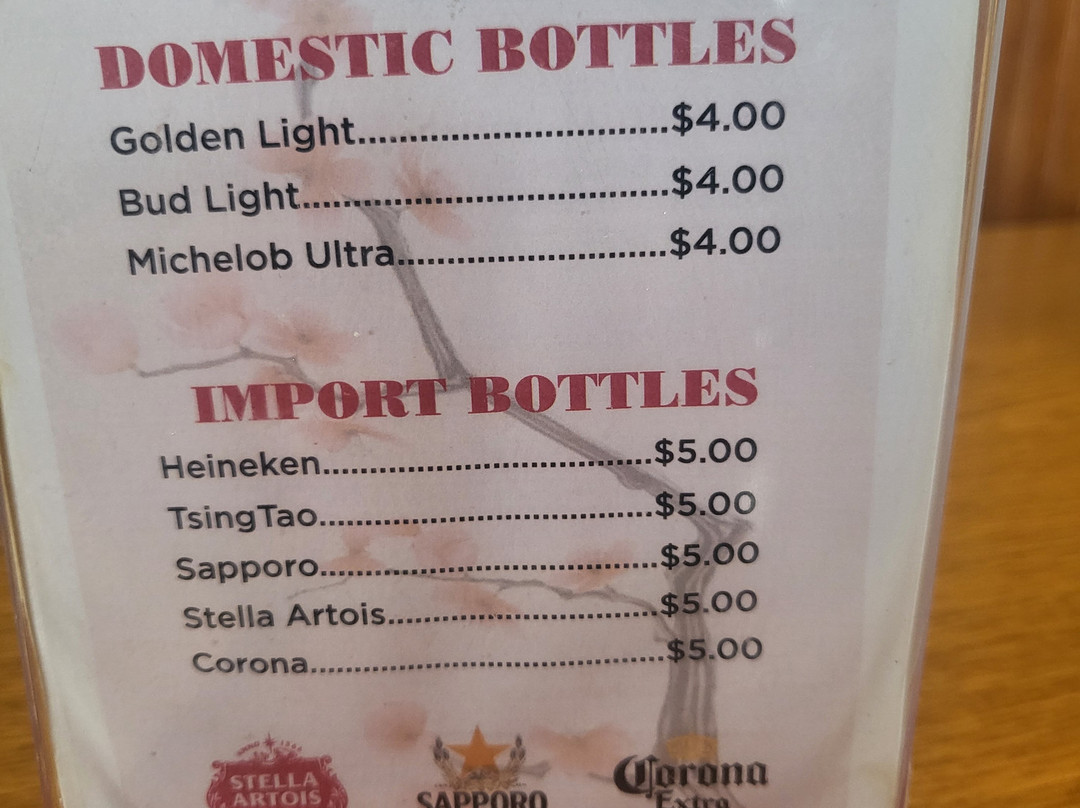 DOMESTIC BOTTLES
Golden Light................................$4.00
Bud Light......................................$4.00
Michelob Ultra............................$4.00
IMPORT BOTTLES
Heineken...................................$5.00
TsingTao...................................$5.00
Sapporo....................................$5.00
Stella Artois.............................$5.00
Corona.....................................$5.00
STELLA
ARTOIS
SAPPORO
Corona
Extra